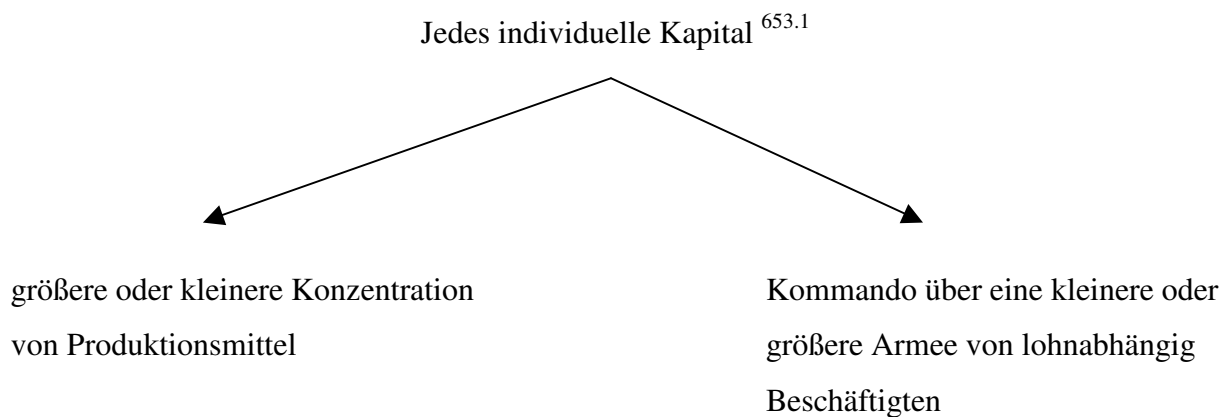 Jedes individuelle Kapital 653.1
größere oder kleinere Konzentration
von Produktionsmittel
Kommando über eine kleinere oder
größere Armee von lohnabhängig
Beschäftigten